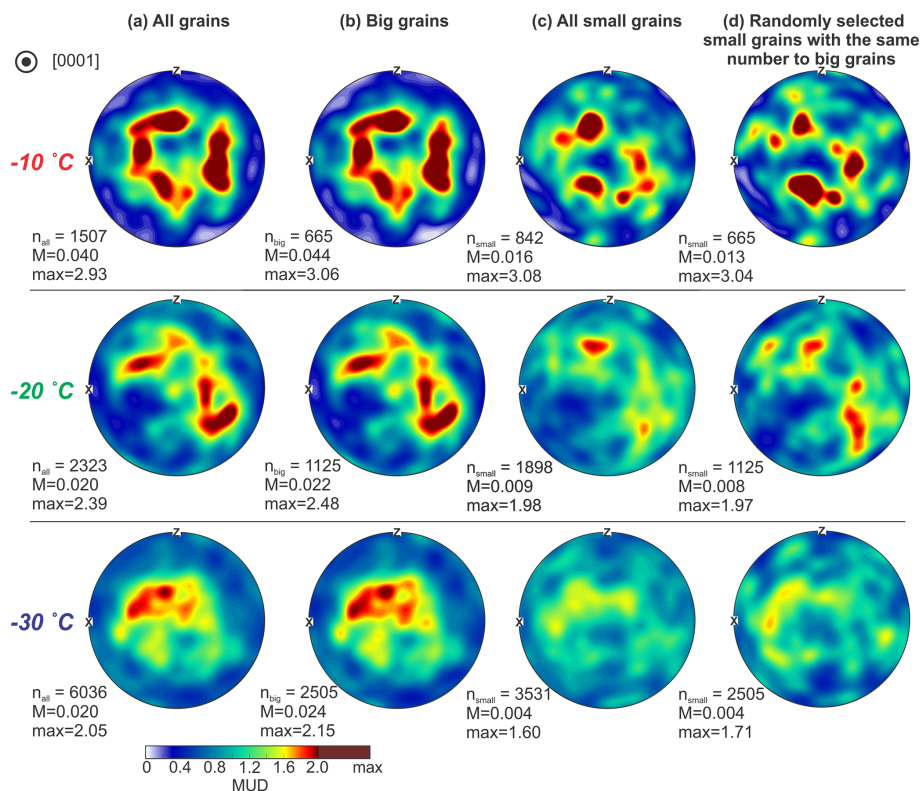 (a) All grains
(b) Big grains
(c) All small grains
(d) Randomly selected
small grains with the same
number to big grains
[0001]
-10 ˚C
Z
X
n_all = 1507
M=0.040
max=2.93
Z
X
n_big = 665
M=0.044
max=3.06
Z
X
n_small = 842
M=0.016
max=3.08
Z
X
n_small = 665
M=0.013
max=3.04
-20 ˚C
Z
X
n_all = 2323
M=0.020
max=2.39
Z
X
n_big = 1125
M=0.022
max=2.48
Z
X
n_small = 1898
M=0.009
max=1.98
Z
X
n_small = 1125
M=0.008
max=1.97
-30 ˚C
Z
X
n_all = 6036
M=0.020
max=2.05
Z
X
n_big = 2505
M=0.024
max=2.15
Z
X
n_small = 3531
M=0.004
max=1.60
Z
X
n_small = 2505
M=0.004
max=1.71
0 0.4 0.8 1.2 1.6 2.0 max
MUD